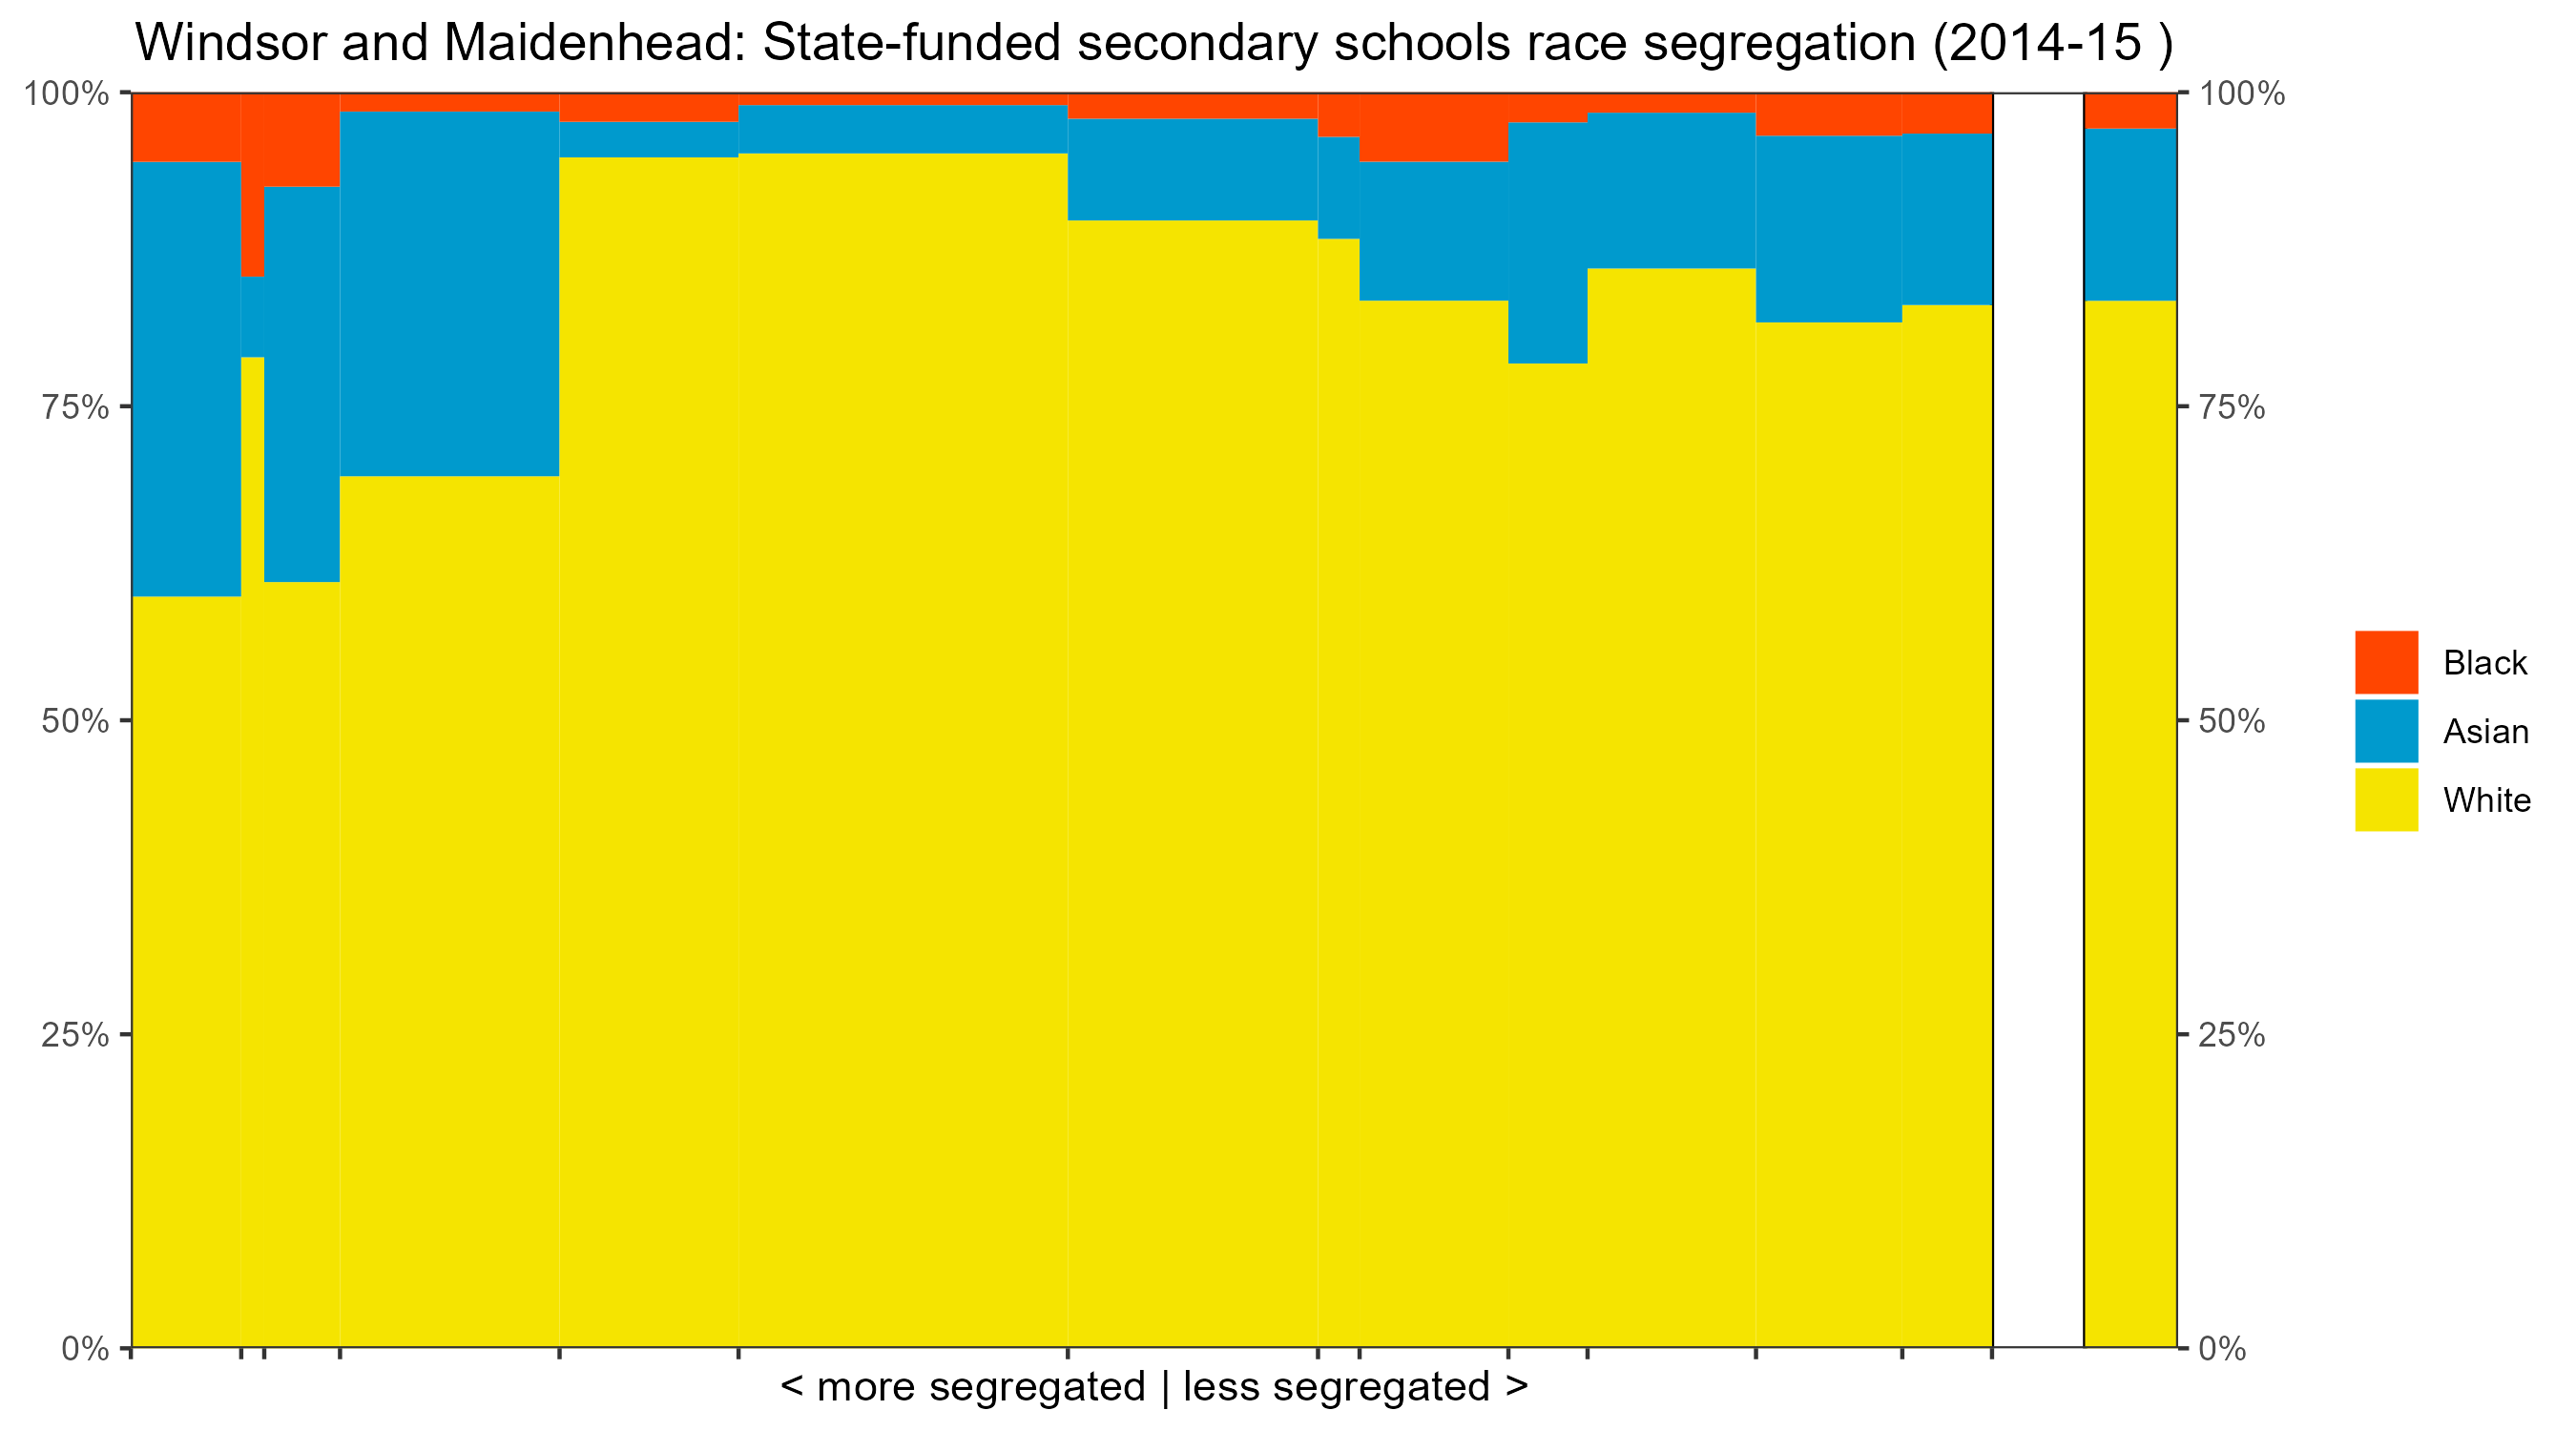 Windsor and Maidenhead: State-funded secondary schools race segregation (2014-15 )
100%
75%
50%
25%
0%
100%
75%
50%
25%
0%
Black
Asian
White
< more segregated | less segregated >